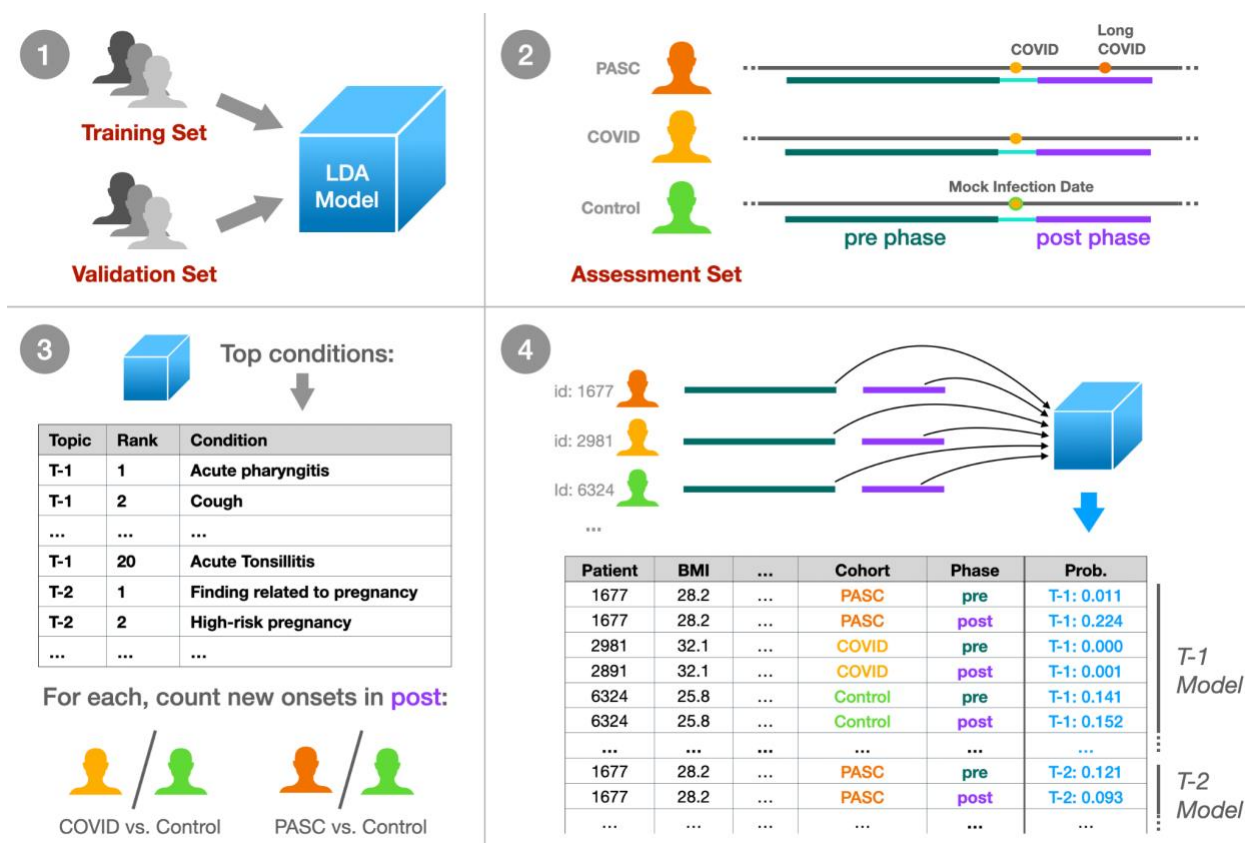 1
Training Set
Validation Set
LDA
Model
2
PASC
COVID
Long
COVID
COVID
Control
Mock Infection Date
pre phase
post phase
Assessment Set
3
Top conditions:
Topic Rank Condition
T-1 1 Acute pharyngitis
T-1 2 Cough
... ... ...
T-1 20 Acute Tonsillitis
T-2 1 Finding related to pregnancy
T-2 2 High-risk pregnancy
... ... ...
For each, count new onsets in post:
COVID vs. Control
PASC vs. Control
4
id: 1677
id: 2981
Id: 6324
...
Patient BMI ... Cohort Phase Prob.
1677 28.2 ... PASC pre T-1: 0.011
1677 28.2 ... PASC post T-1: 0.224
2981 32.1 ... COVID pre T-1: 0.000
2891 32.1 ... COVID post T-1: 0.001
6324 25.8 ... Control pre T-1: 0.141
6324 25.8 ... Control post T-1: 0.152
... ... ... ... ... ...
1677 28.2 ... PASC pre T-2: 0.121
1677 28.2 ... PASC post T-2: 0.093
... ... ... ... ...
T-1
Model
T-2
Model